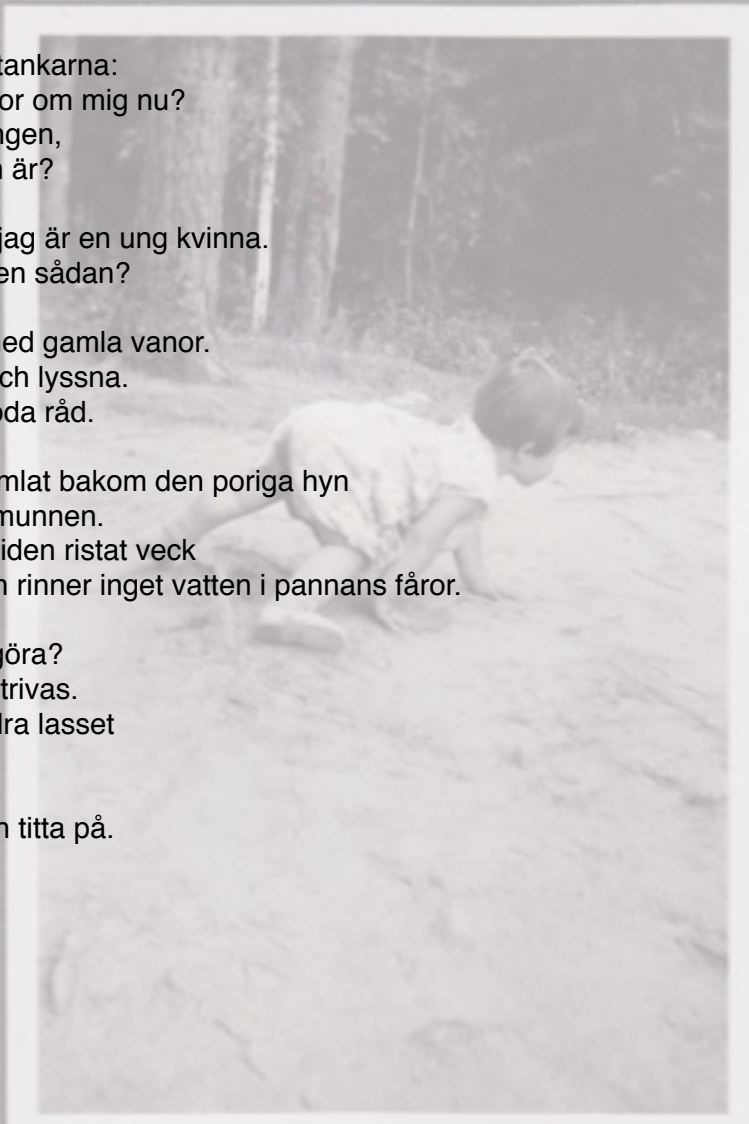 tankarna:
or om mig nu?
ngen,
n är?
jag är en ung kvinna.
en sådan?
ed gamla vanor.
ch lyssna.
oda råd.
mlat bakom den poriga hyn
munnen.
iden ristat veck
n rinner inget vatten i pannans fåror.
göra?
trivas.
dra lasset
n titta på.